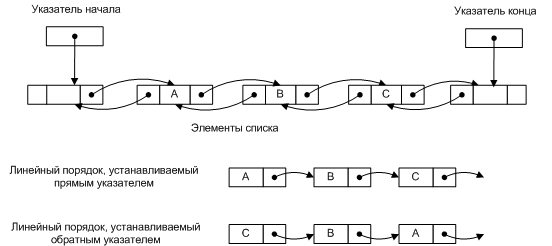 Указатель начала
Указатель конца
A
B
C
Элементы списка
Линейный порядок, устанавливаемый
прямым указателем
A
B
C
Линейный порядок, устанавливаемый
обратным указателем
C
B
A